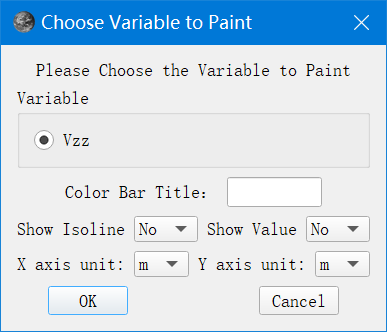 Choose Variable to Paint
Please Choose the Variable to Paint
Variable
Vzz
Color Bar Title:
Show Isoline No Show Value No
X axis unit: m Y axis unit: m
OK Cancel